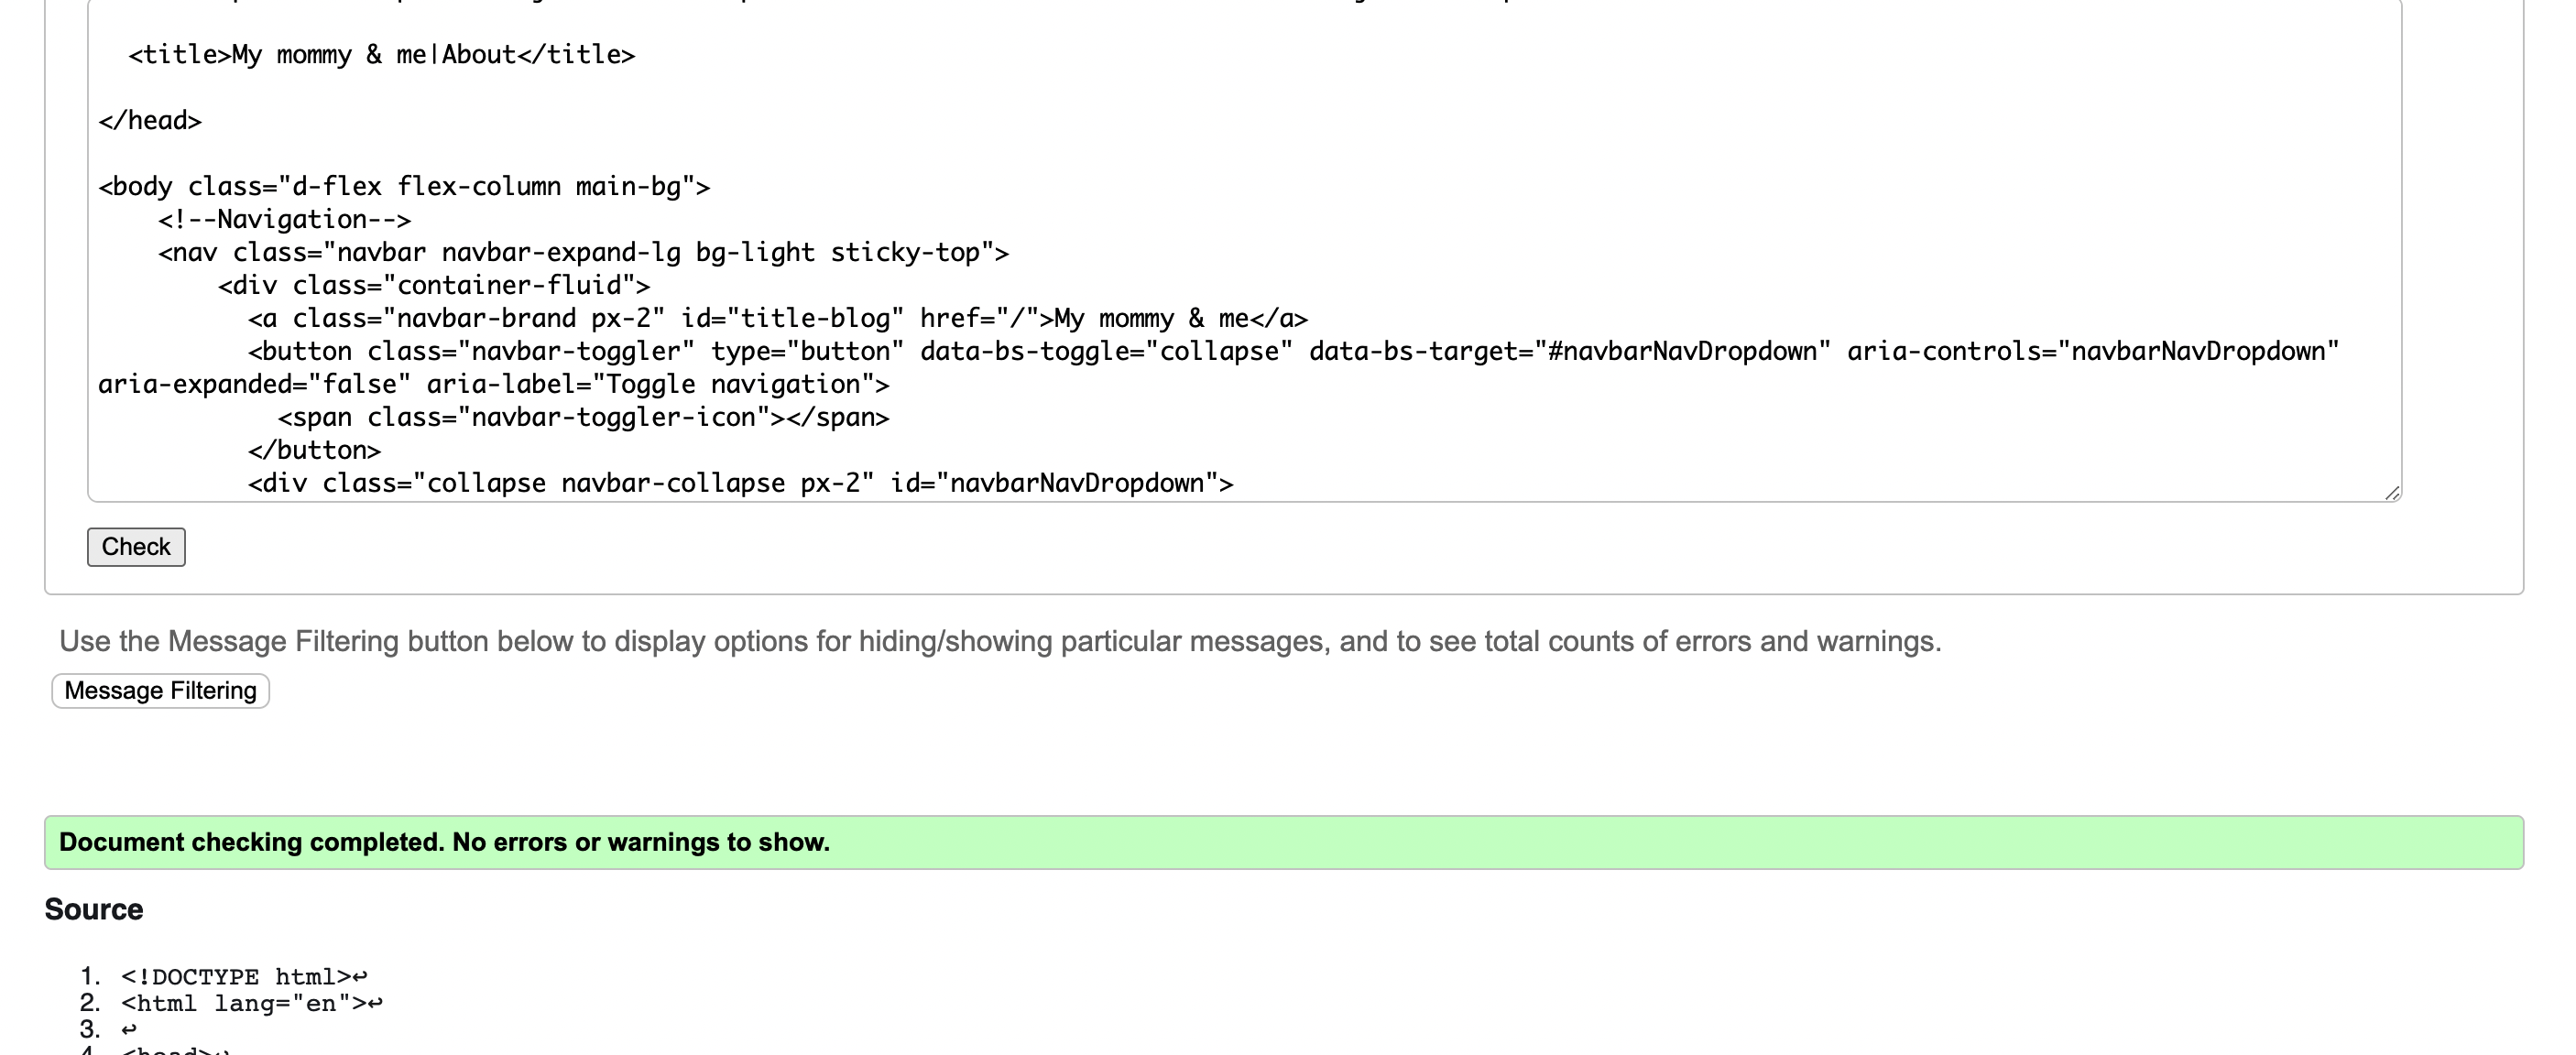 <title>My mommy & me|About</title>
</head>
<body class="d-flex flex-column main-bg">
<!--Navigation-->
<nav class="navbar navbar-expand-lg bg-light sticky-top">
<div class="container-fluid">
<a class="navbar-brand px-2" id="title-blog" href="/">My mommy & me</a>
<button class="navbar-toggler" type="button" data-bs-toggle="collapse" data-bs-target="#navbarNavDropdown" aria-controls="navbarNavDropdown"
aria-expanded="false" aria-label="Toggle navigation">
<span class="navbar-toggler-icon"></span>
</button>
<div class="collapse navbar-collapse px-2" id="navbarNavDropdown">
Check
Use the Message Filtering button below to display options for hiding/showing particular messages, and to see total counts of errors and warnings.
Message Filtering
Document checking completed. No errors or warnings to show.
Source
1. <!DOCTYPE html>↩
2. <html lang="en">↩
3. ↩
4. <head>↩